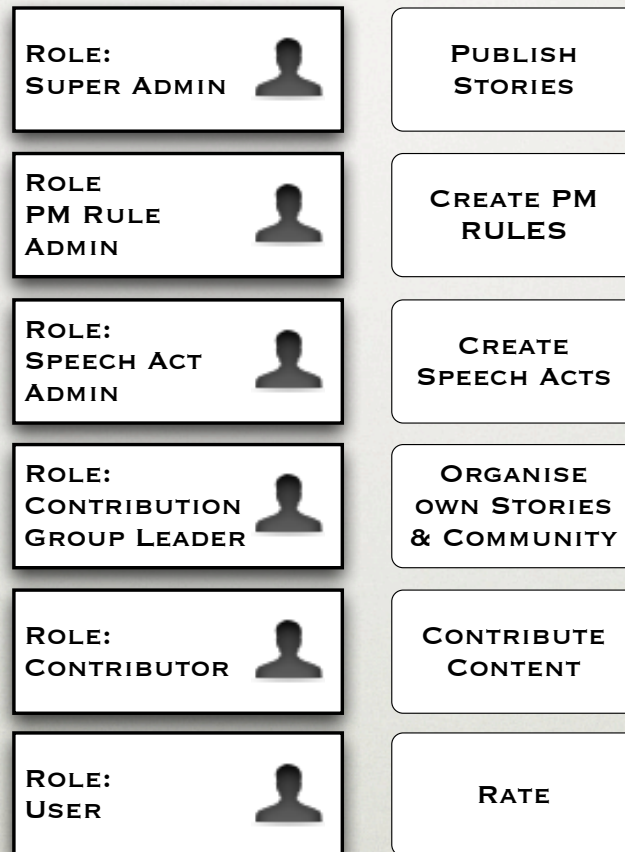 Role:
Super Admin
Publish
Stories
Role
PM Rule
Admin
Create PM
RULES
Role:
Speech Act
Admin
Create
Speech Acts
Role:
Contribution
Group Leader
Organise
own Stories
& Community
Role:
Contributor
Contribute
Content
Role:
User
Rate